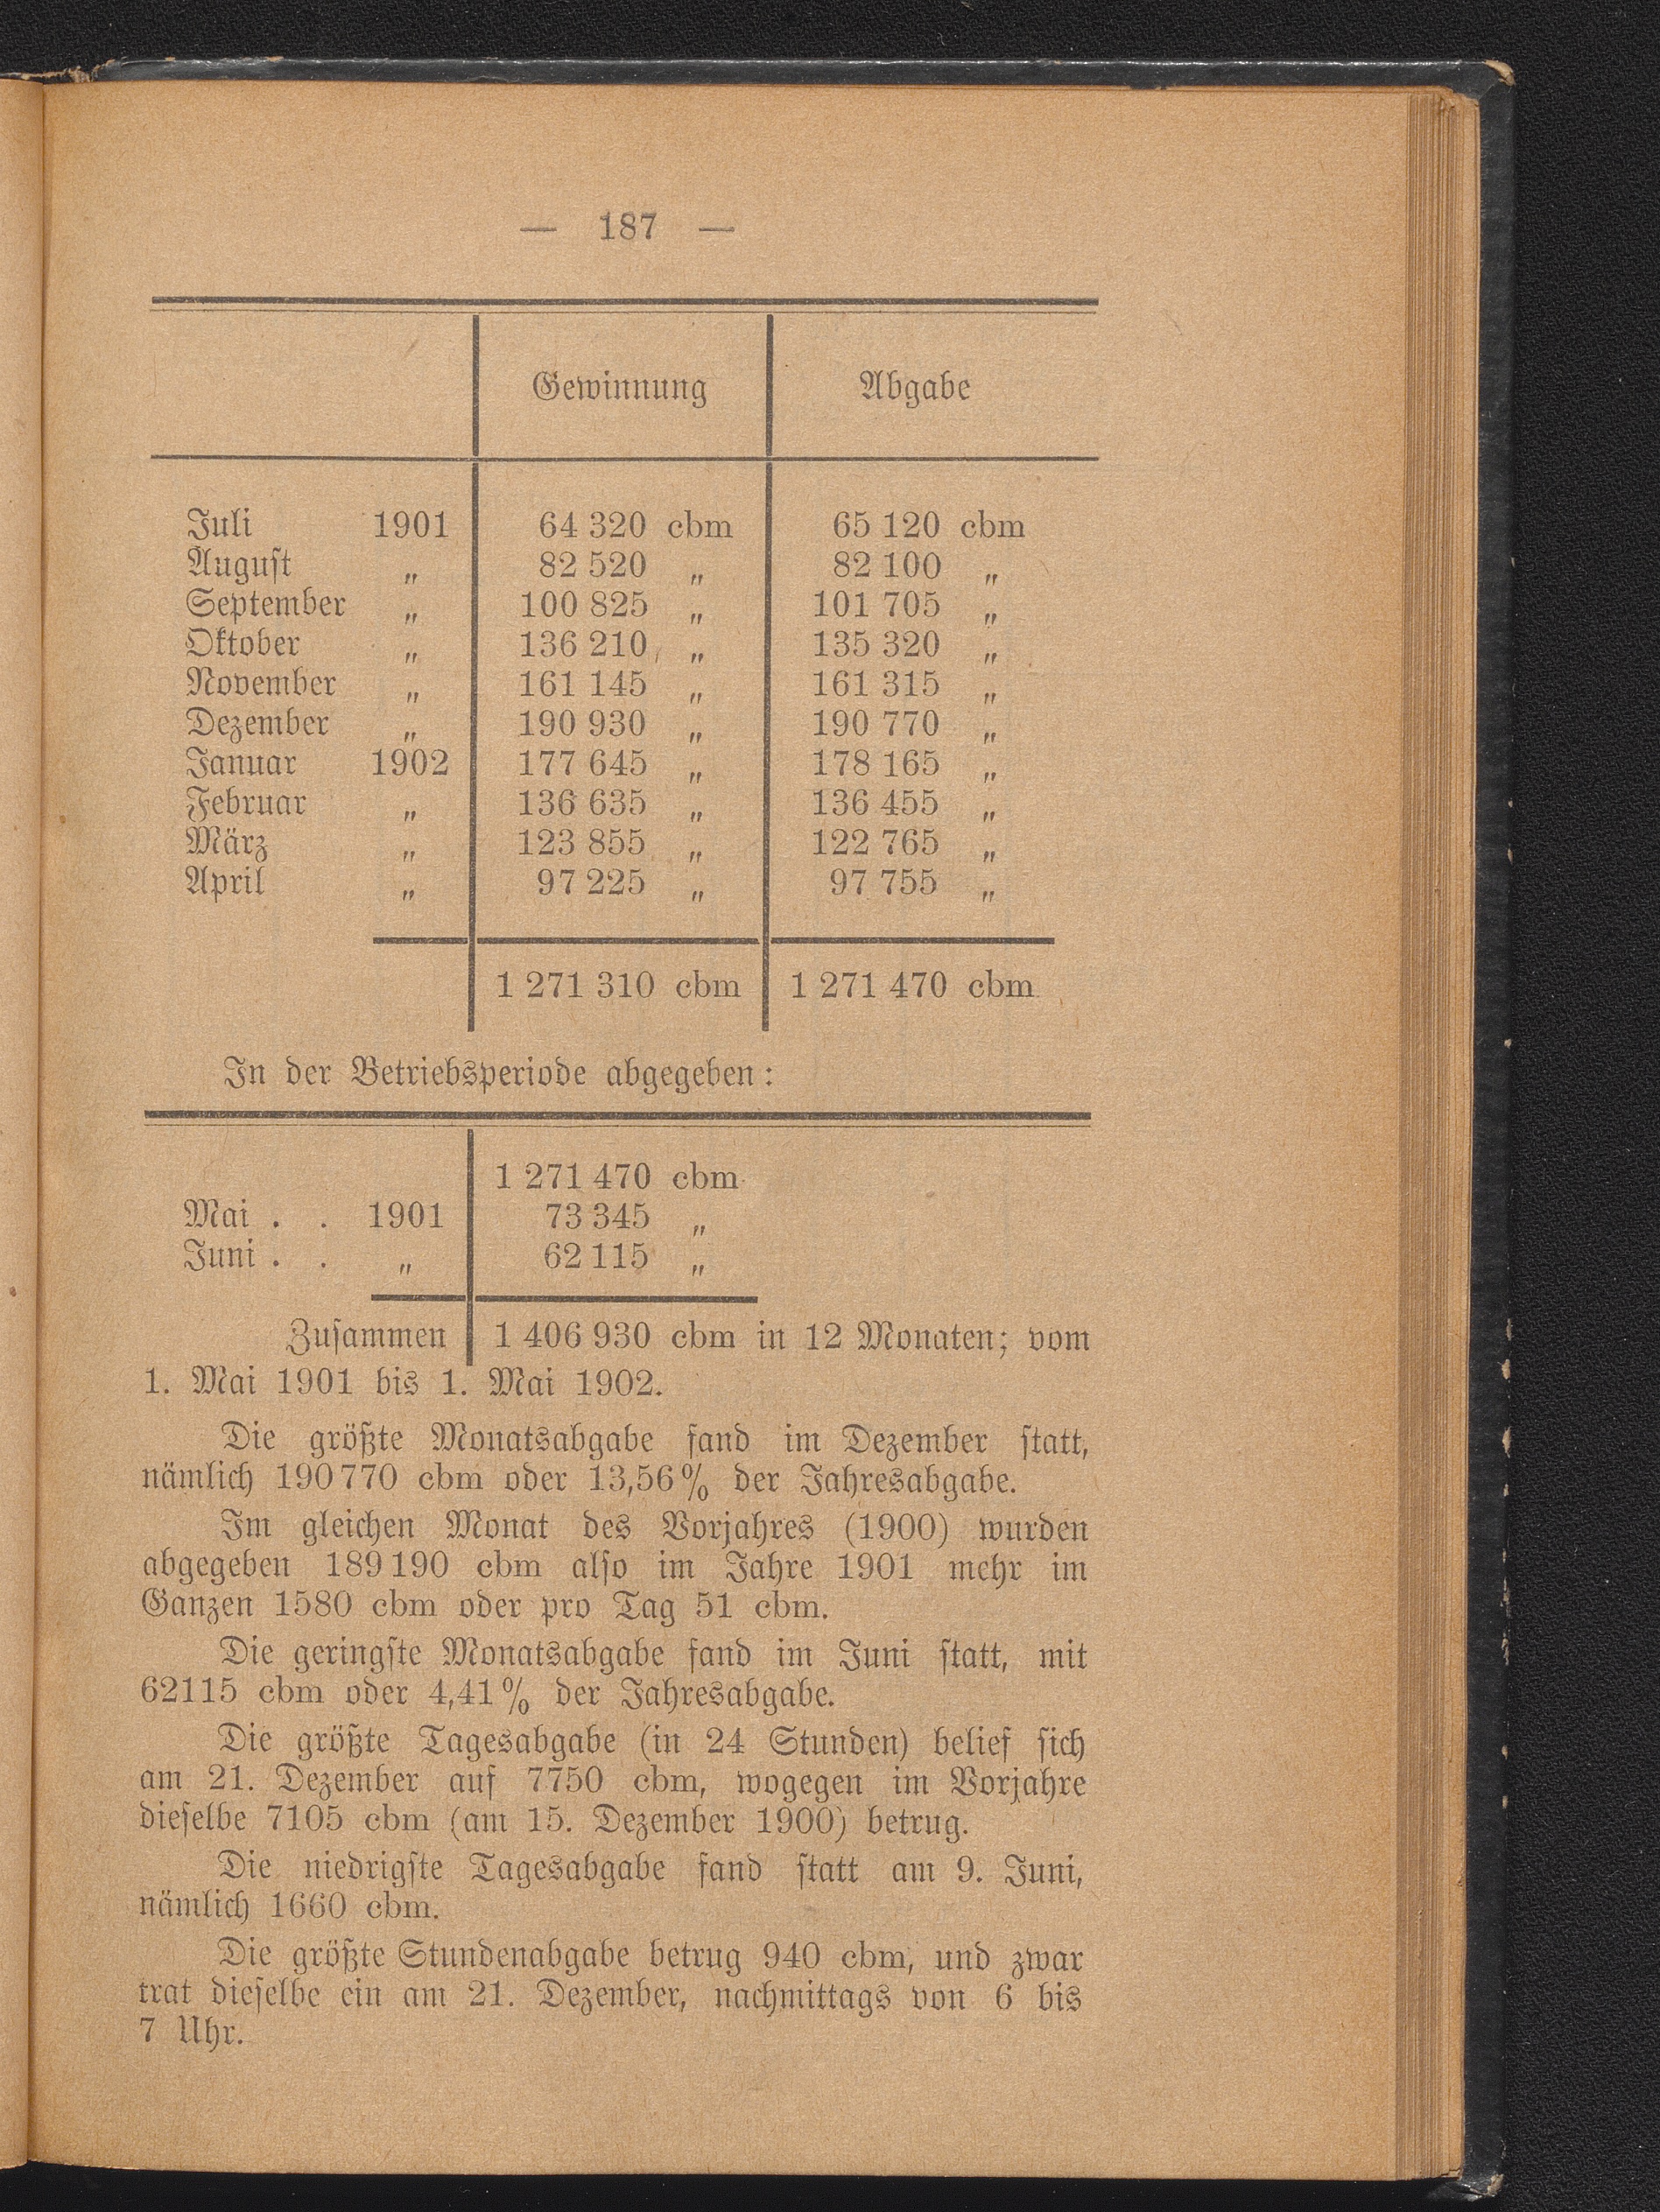 — 187 —
Gewinnung Abgabe
Juli 1901 64 320 cbm 65 120 cbm
August „ 82 520 „ 82 100 „
September „ 100 825 „ 101 705 „
Oktober „ 136 210 „ 135 320 „
November „ 161 145 „ 161 315 „
Dezember „ 190 930 „ 190 770 „
Januar 1902 177 645 „ 178 165 „
Februar „ 136 635 „ 136 455 „
März „ 123 855 „ 122 765 „
April „ 97 225 „ 97 755 „
1 271 310 cbm 1 271 470 cbm
In der Betriebsperiode abgegeben:
1 271 470 cbm
Mai . . 1901 73 345 „
Juni . . „ 62 115 „
Zusammen 1 406 930 cbm in 12 Monaten; vom
1. Mai 1901 bis 1. Mai 1902.
Die größte Monatsabgabe fand im Dezember statt,
nämlich 190 770 cbm oder 13,56 % der Jahresabgabe.
Im gleichen Monat des Vorjahres (1900) wurden
abgegeben 189 190 cbm also im Jahre 1901 mehr im
Ganzen 1580 cbm oder pro Tag 51 cbm.
Die geringste Monatsabgabe fand im Juni statt, mit
62115 cbm oder 4,41 % der Jahresabgabe.
Die größte Tagesabgabe (in 24 Stunden) belief sich
am 21. Dezember auf 7750 cbm, wogegen im Vorjahre
dieselbe 7105 cbm (am 15. Dezember 1900) betrug.
Die niedrigste Tagesabgabe fand statt am 9. Juni,
nämlich 1660 cbm.
Die größte Stundenabgabe betrug 940 cbm, und zwar
trat dieselbe ein am 21. Dezember, nachmittags von 6 bis
7 Uhr.